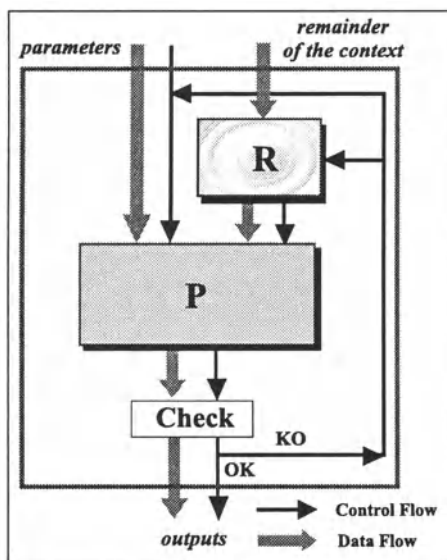 parameters
remainder
of the context
R
P
Check
KO
OK
outputs
Control Flow
Data Flow